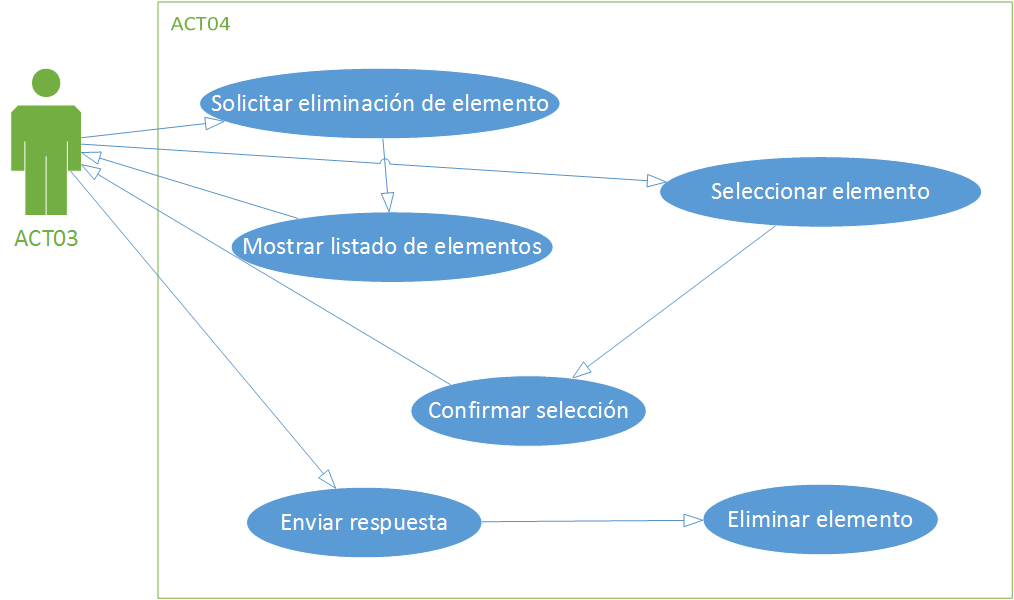 ACT04
Solicitar eliminación de elemento
Seleccionar elemento
ACT03
Mostrar listado de elementos
Confirmar selección
Enviar respuesta
Eliminar elemento